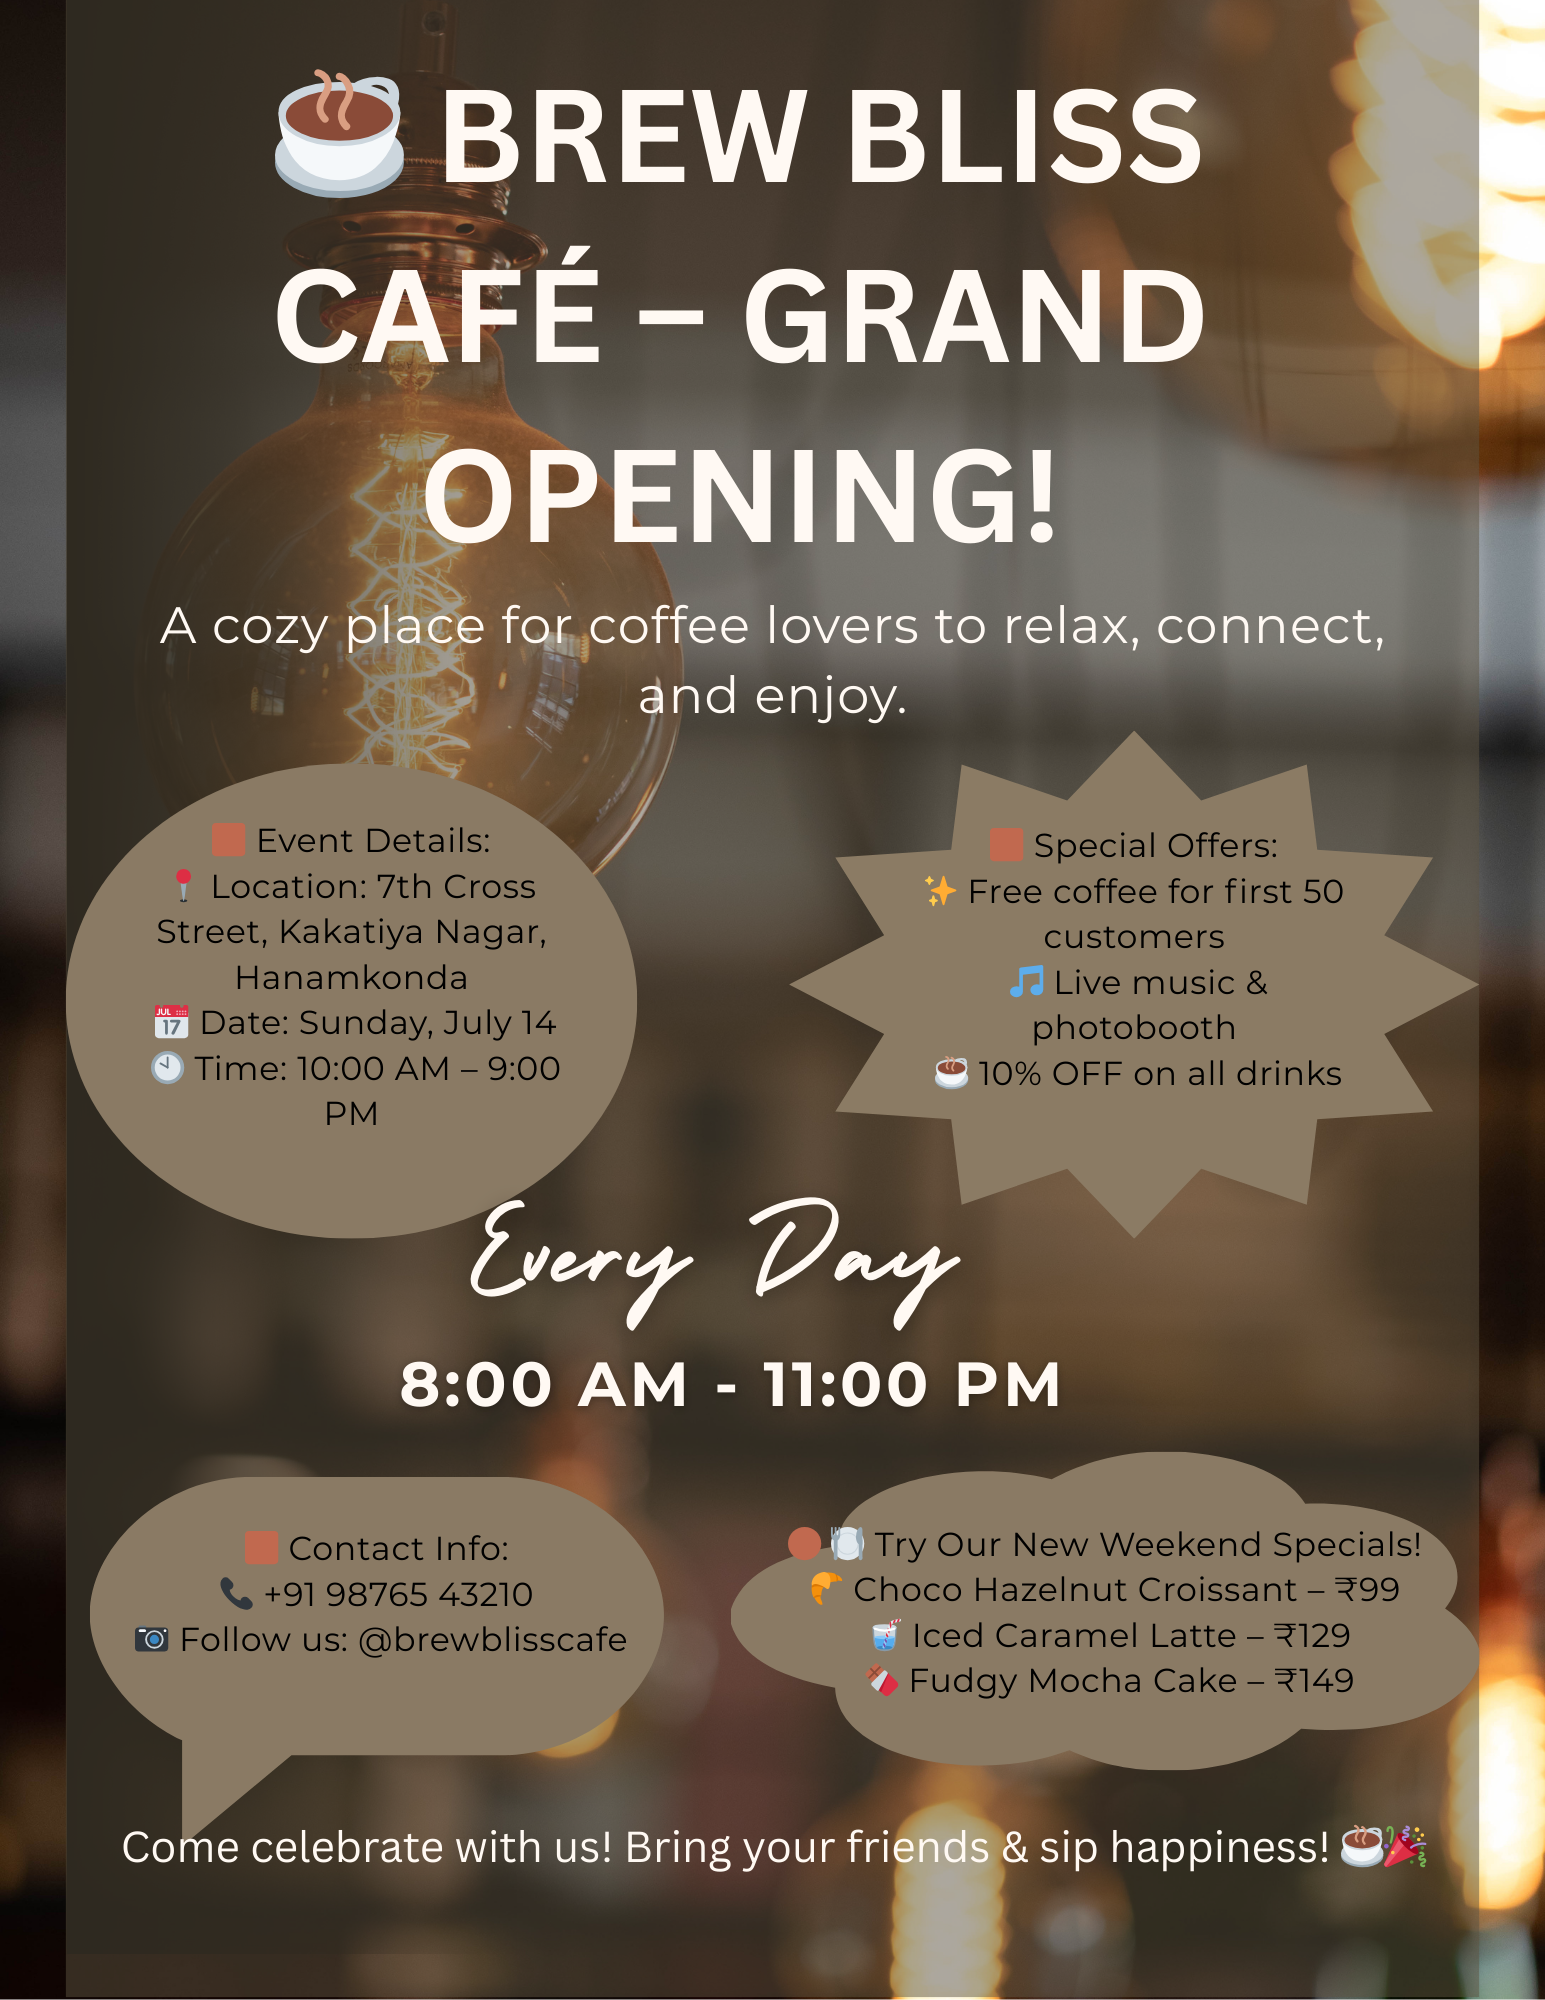 ☕ BREW BLISS
CAFÉ – GRAND
OPENING!
A cozy place for coffee lovers to relax, connect,
and enjoy.
🟫 Event Details:
📍 Location: 7th Cross
Street, Kakatiya Nagar,
Hanamkonda
📅 Date: Sunday, July 14
🕙 Time: 10:00 AM – 9:00
PM
🟫 Special Offers:
✨ Free coffee for first 50
customers
🎵 Live music &
photobooth
☕ 10% OFF on all drinks
Every Day
8:00 AM - 11:00 PM
🟫 Contact Info:
📞 +91 98765 43210
📷 Follow us: @brewblisscafe
🟤 🍽️ Try Our New Weekend Specials!
🥐 Choco Hazelnut Croissant – ₹99
🥤 Iced Caramel Latte – ₹129
🍫 Fudgy Mocha Cake – ₹149
Come celebrate with us! Bring your friends & sip happiness! ☕🎉